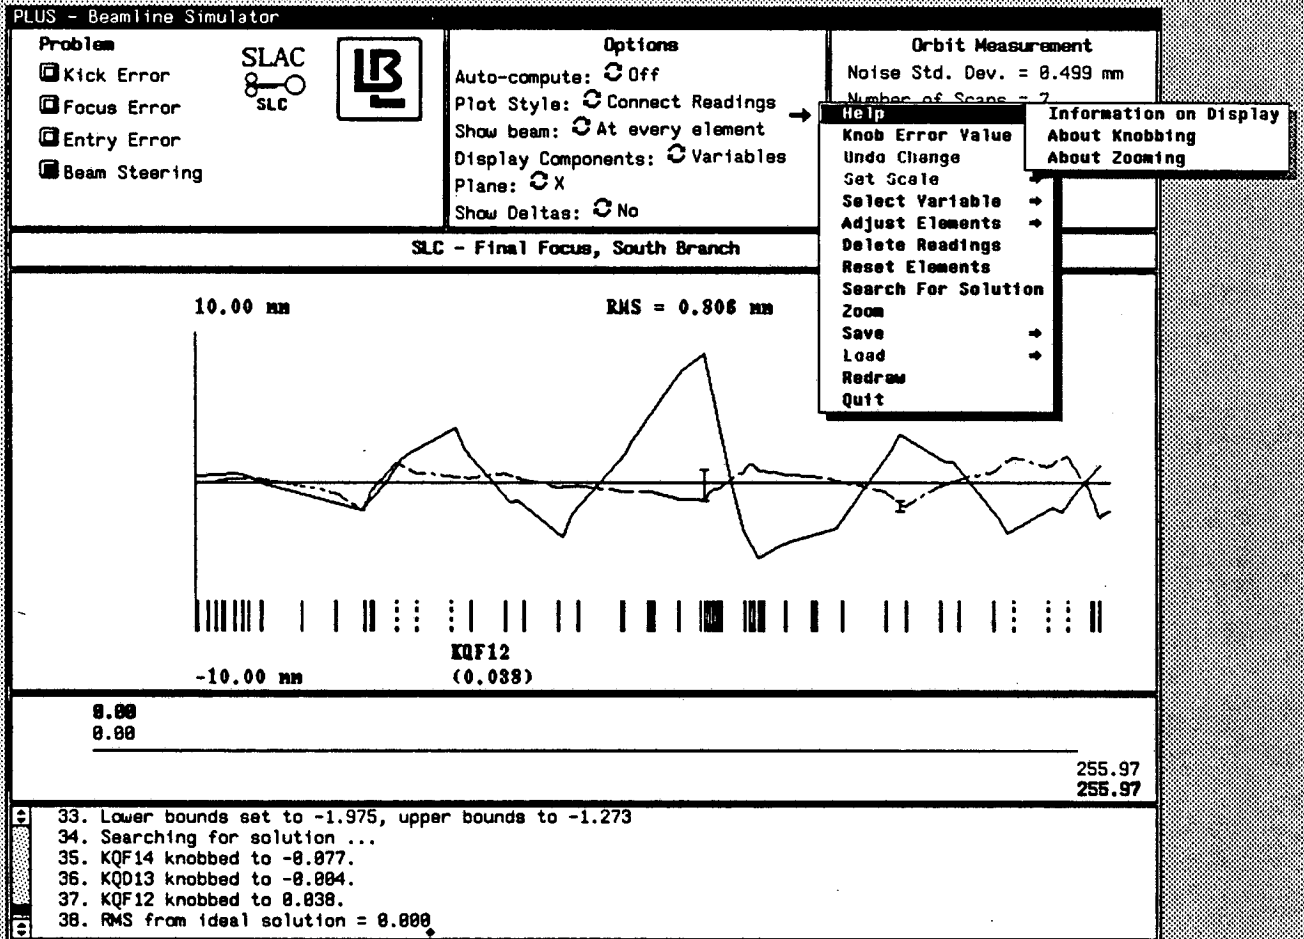 PLUS - Beamline Simulator
Problem
Kick Error
Focus Error
Entry Error
Beam Steering
SLAC
SLC
Options
Auto-compute: Off
Plot Style: Connect Readings
Show beam: At every element
Display Components: Variables
Plane: X
Show Deltas: No
Orbit Measurement
Noise Std. Dev. = 0.499 mm
Number of Scans = 7
Help
Knob Error Value
Undo Change
Set Scale
Select Variable
Adjust Elements
Delete Readings
Reset Elements
Search For Solution
Zoom
Save
Load
Redraw
Quit
Information on Display
About Knobbing
About Zooming
SLC - Final Focus, South Branch
10.00 mm
RMS = 0.806 mm
KQF12
-10.00 mm (0.038)
0.00
0.00
255.97
255.97
33. Lower bounds set to -1.975, upper bounds to -1.273
34. Searching for solution ...
35. KQF14 knobbed to -0.077.
36. KQD13 knobbed to -0.004.
37. KQF12 knobbed to 0.038.
38. RMS from ideal solution = 0.000